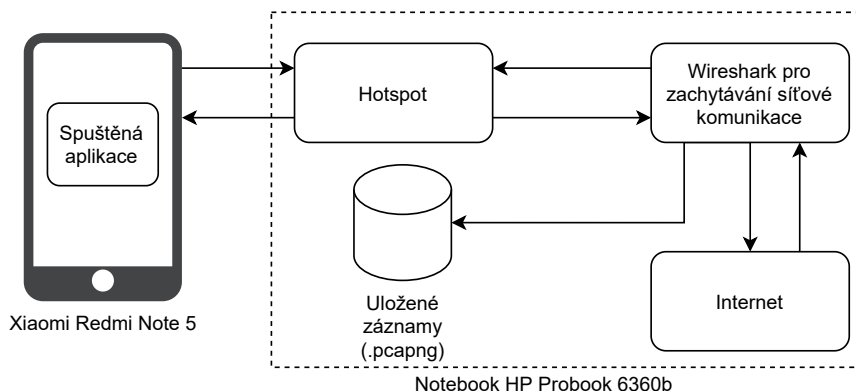 Spuštěná
aplikace
Xiaomi Redmi Note 5
Hotspot
Wireshark pro
zachytávání síťové
komunikace
Uložené
záznamy
(.pcapng)
Internet
Notebook HP Probook 6360b